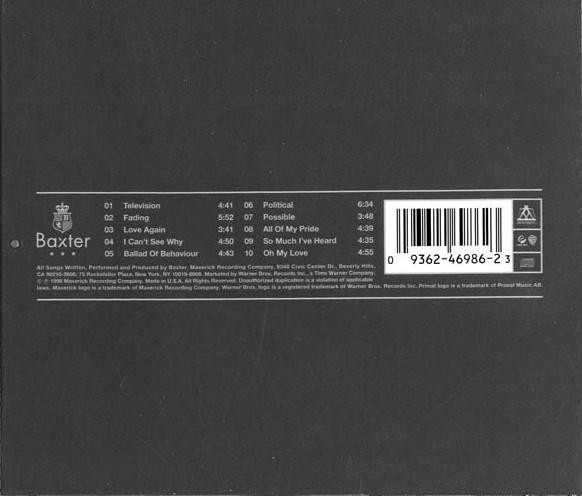 01 Television 4:41 06 Political 6:34
02 Fading 5:52 07 Possible 3:48
03 Love Again 3:41 08 All Of My Pride 4:39
04 I Can't See Why 4:50 09 So Much I've Heard 4:35
05 Ballad Of Behaviour 4:43 10 Oh My Love 4:55
B
Baxter
0 9362-46986-2 3
All Songs Written, Performed and Produced by Baxter. Maverick Recording Company, 9348 Civic Center Dr., Beverly Hills,
CA 90210-3606, 75 Rockefeller Plaza, New York, NY 10019-6908. Marketed by Warner Bros. Records Inc., a Time Warner Company.
© ℗ 1998 Maverick Recording Company. Made in U.S.A. All Rights Reserved. Unauthorized duplication is a violation of applicable
laws. Maverick logo is a trademark of Maverick Recording Company. Warner Bros. logo is a registered trademark of Warner Bros. Records Inc. Primal logo is a trademark of Primal Music AB.